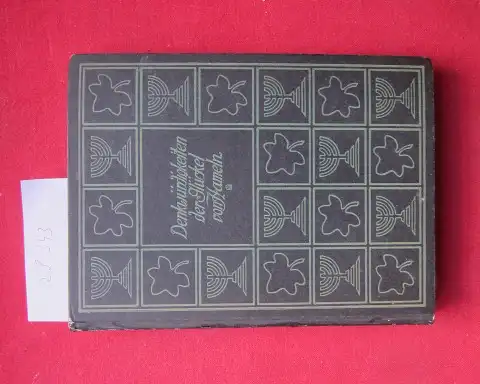 Denkwürdigkeiten
der Glückel
von Hameln